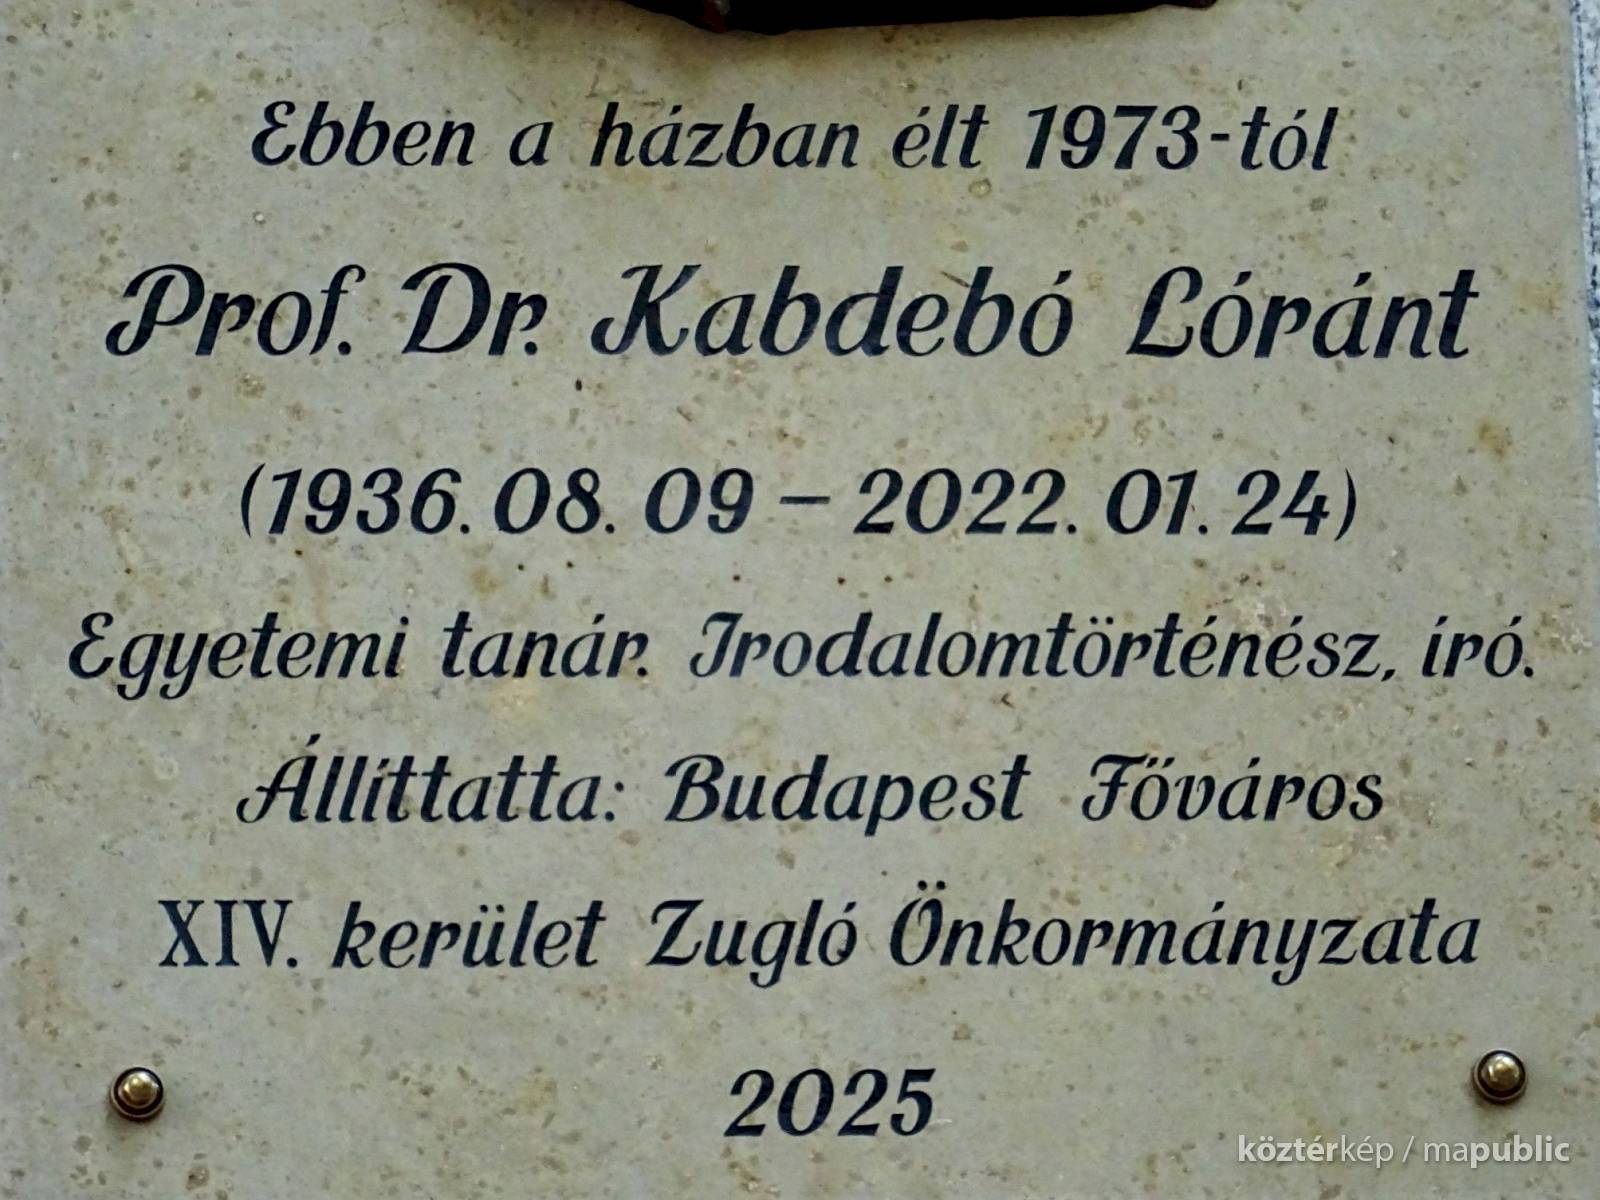 Ebben a házban élt 1973-tól
Prof. Dr. Kabdebó Lóránt
(1936. 08. 09 – 2022. 01. 24)
Egyetemi tanár. Irodalomtörténész, író.
Állíttatta: Budapest Főváros
XIV. kerület Zugló Önkormányzata
2025
köztérkép / mapublic